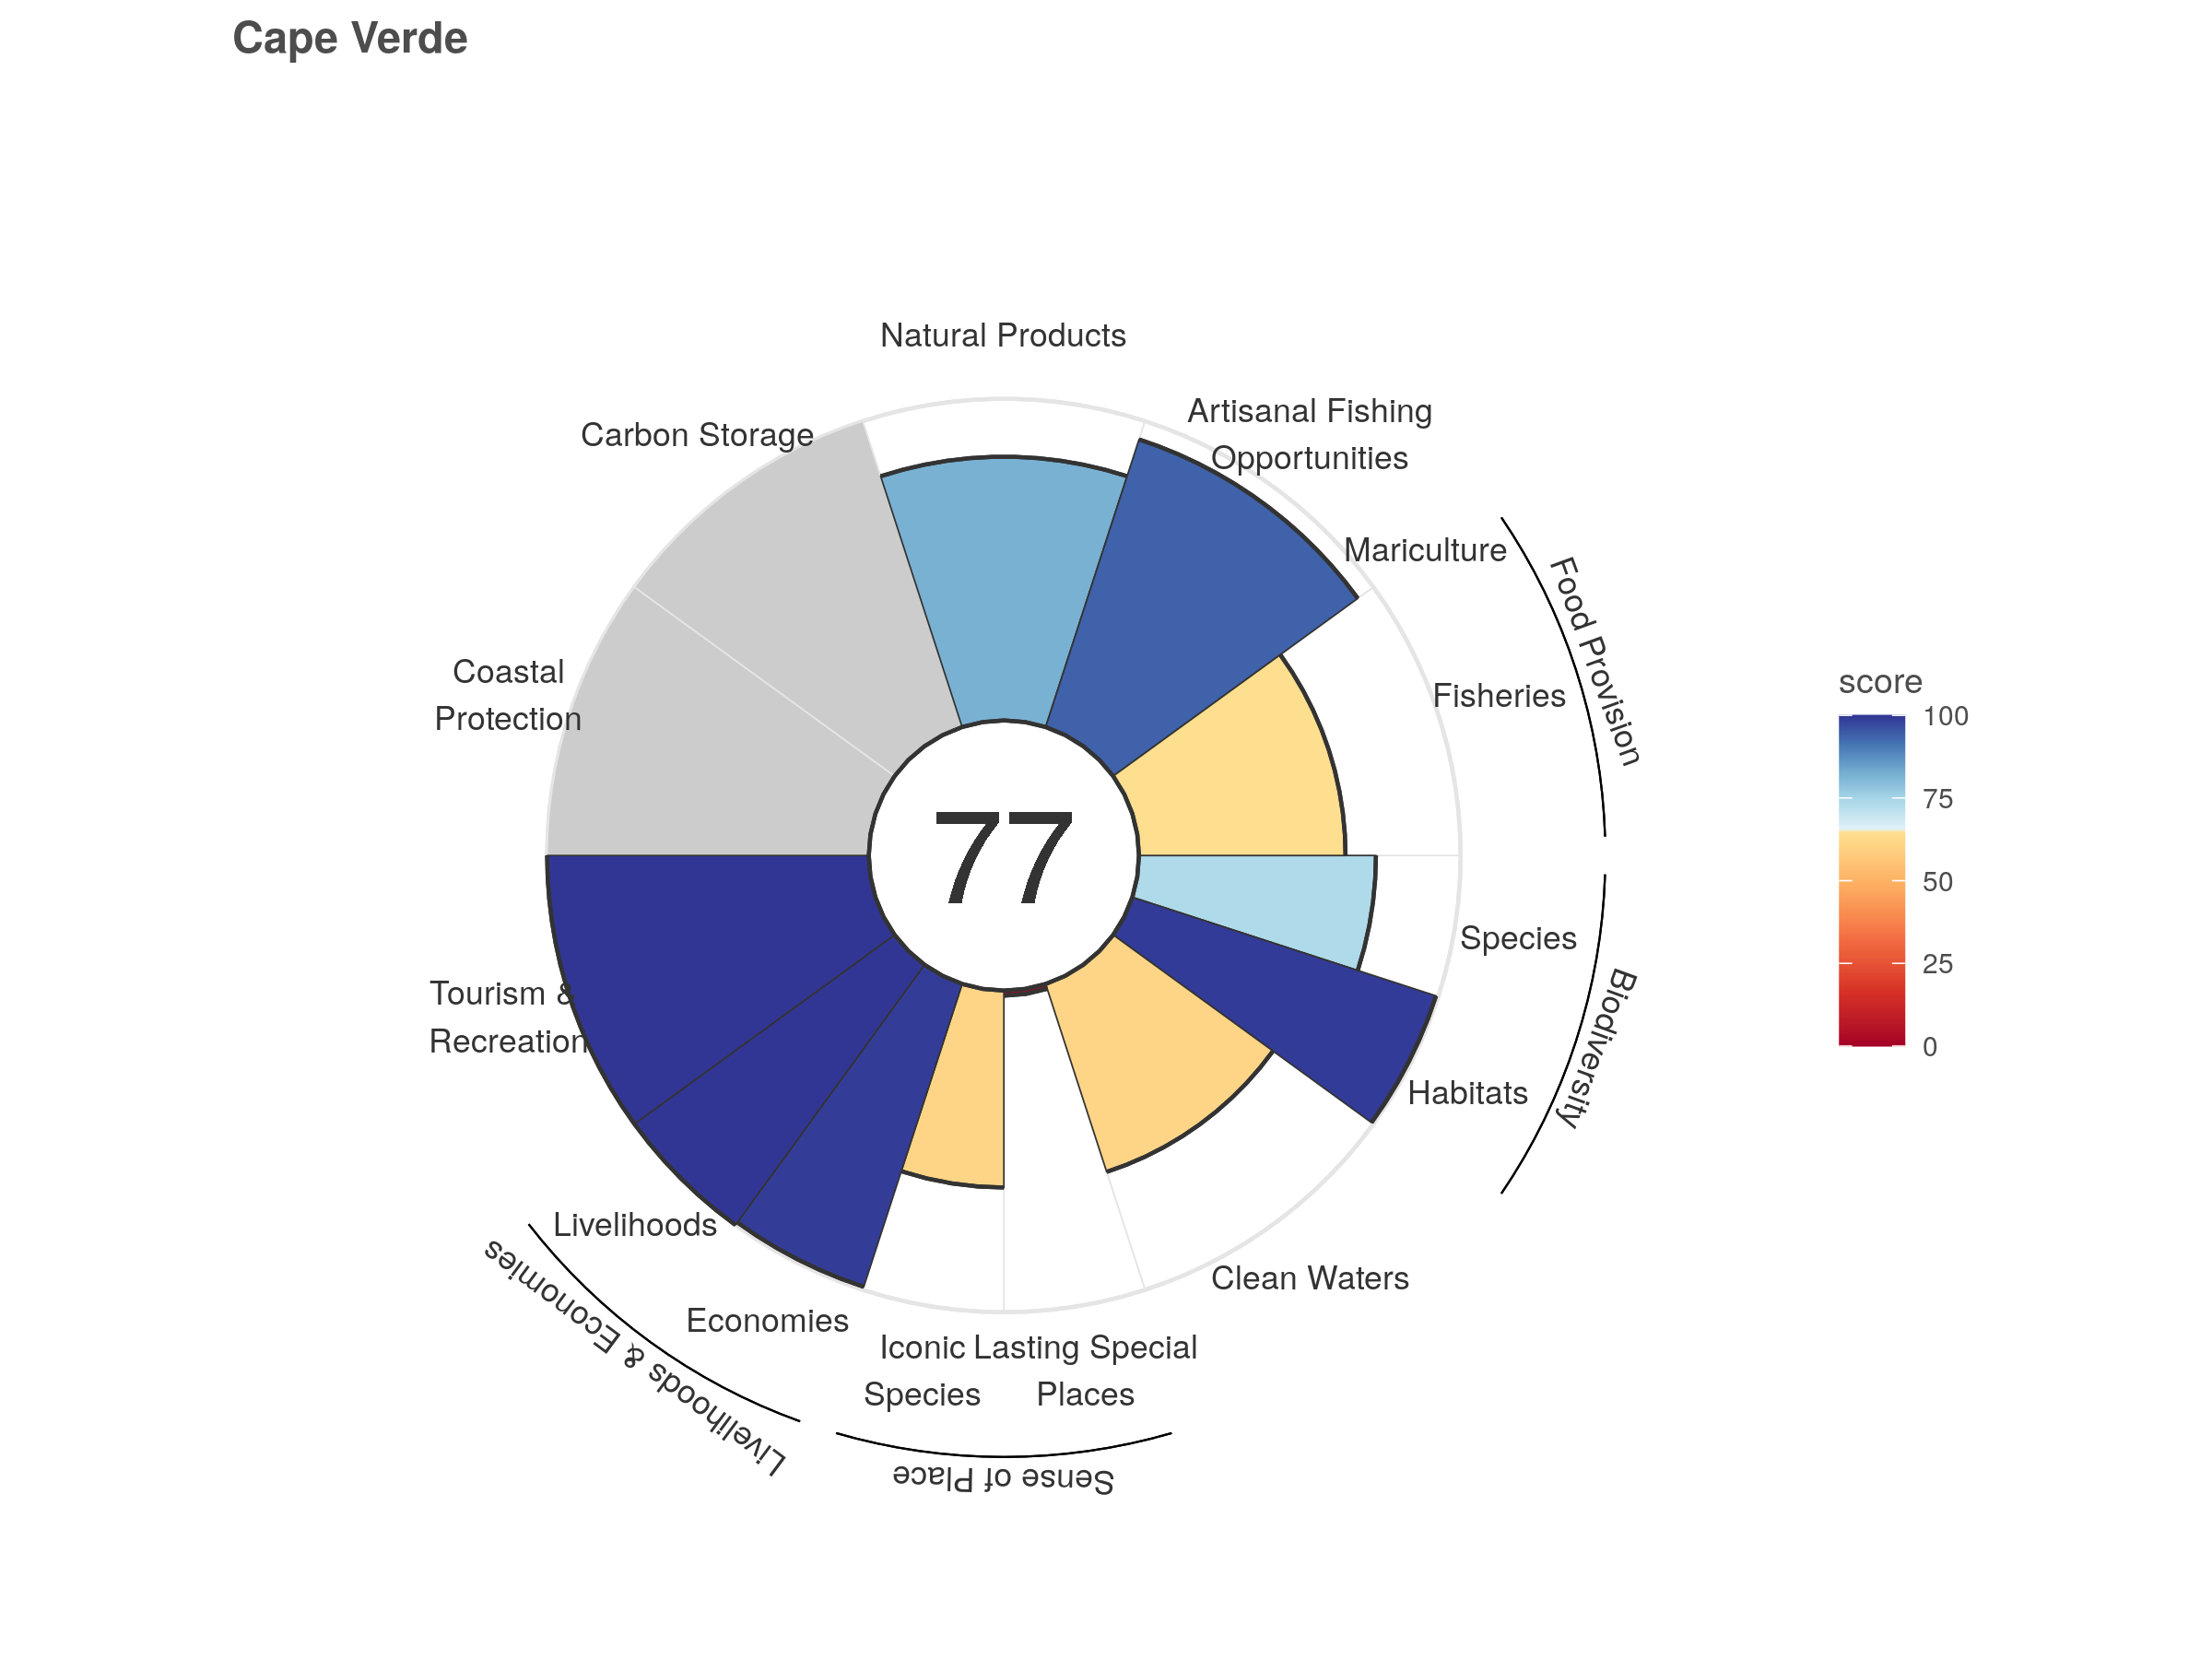 Cape Verde
Natural Products
Artisanal Fishing
Opportunities
Carbon Storage
Mariculture
Food Provision
Fisheries
Coastal
Protection
score
100
75
50
25
0
77
Species
Biodiversity
Tourism &
Recreation
Habitats
Livelihoods
Clean Waters
Economies
Livelihoods & Economies
Iconic
Species
Lasting Special
Places
Sense of Place